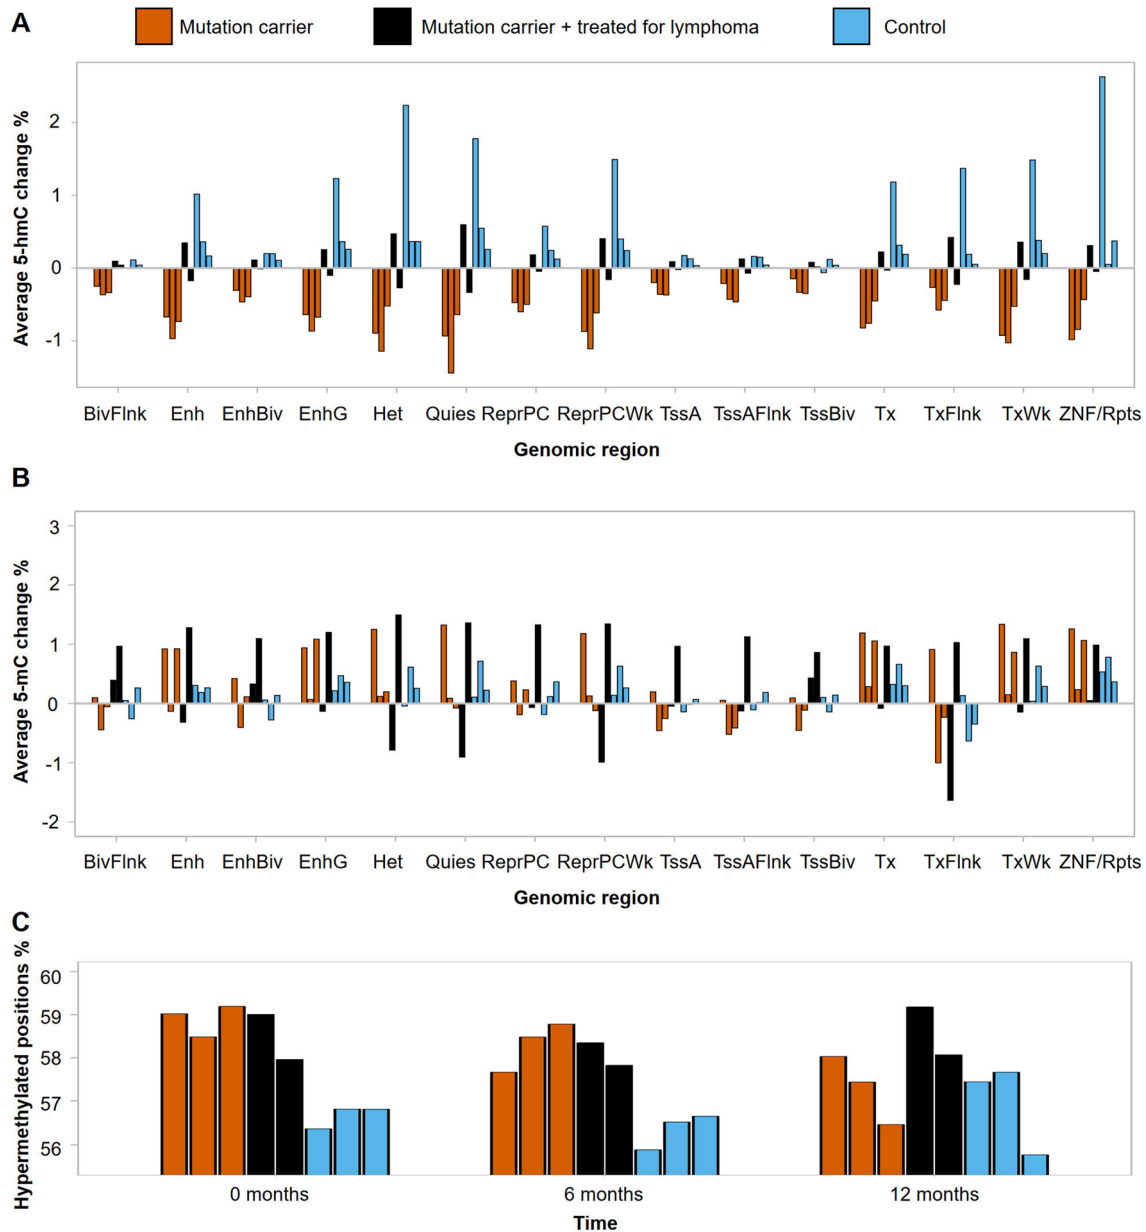 A
Mutation carrier
Mutation carrier + treated for lymphoma
Control
Average 5-hmC change %
2
1
0
-1
BivFlnk Enh EnhBiv EnhG Het Quies ReprPC ReprPCWk TssA TssAFlnk TssBiv Tx TxFlnk TxWk ZNF/Rpts
Genomic region
B
Average 5-mC change %
3
2
1
0
-1
-2
BivFlnk Enh EnhBiv EnhG Het Quies ReprPC ReprPCWk TssA TssAFlnk TssBiv Tx TxFlnk TxWk ZNF/Rpts
Genomic region
C
Hypermethylated positions %
60
59
58
57
56
0 months 6 months 12 months
Time